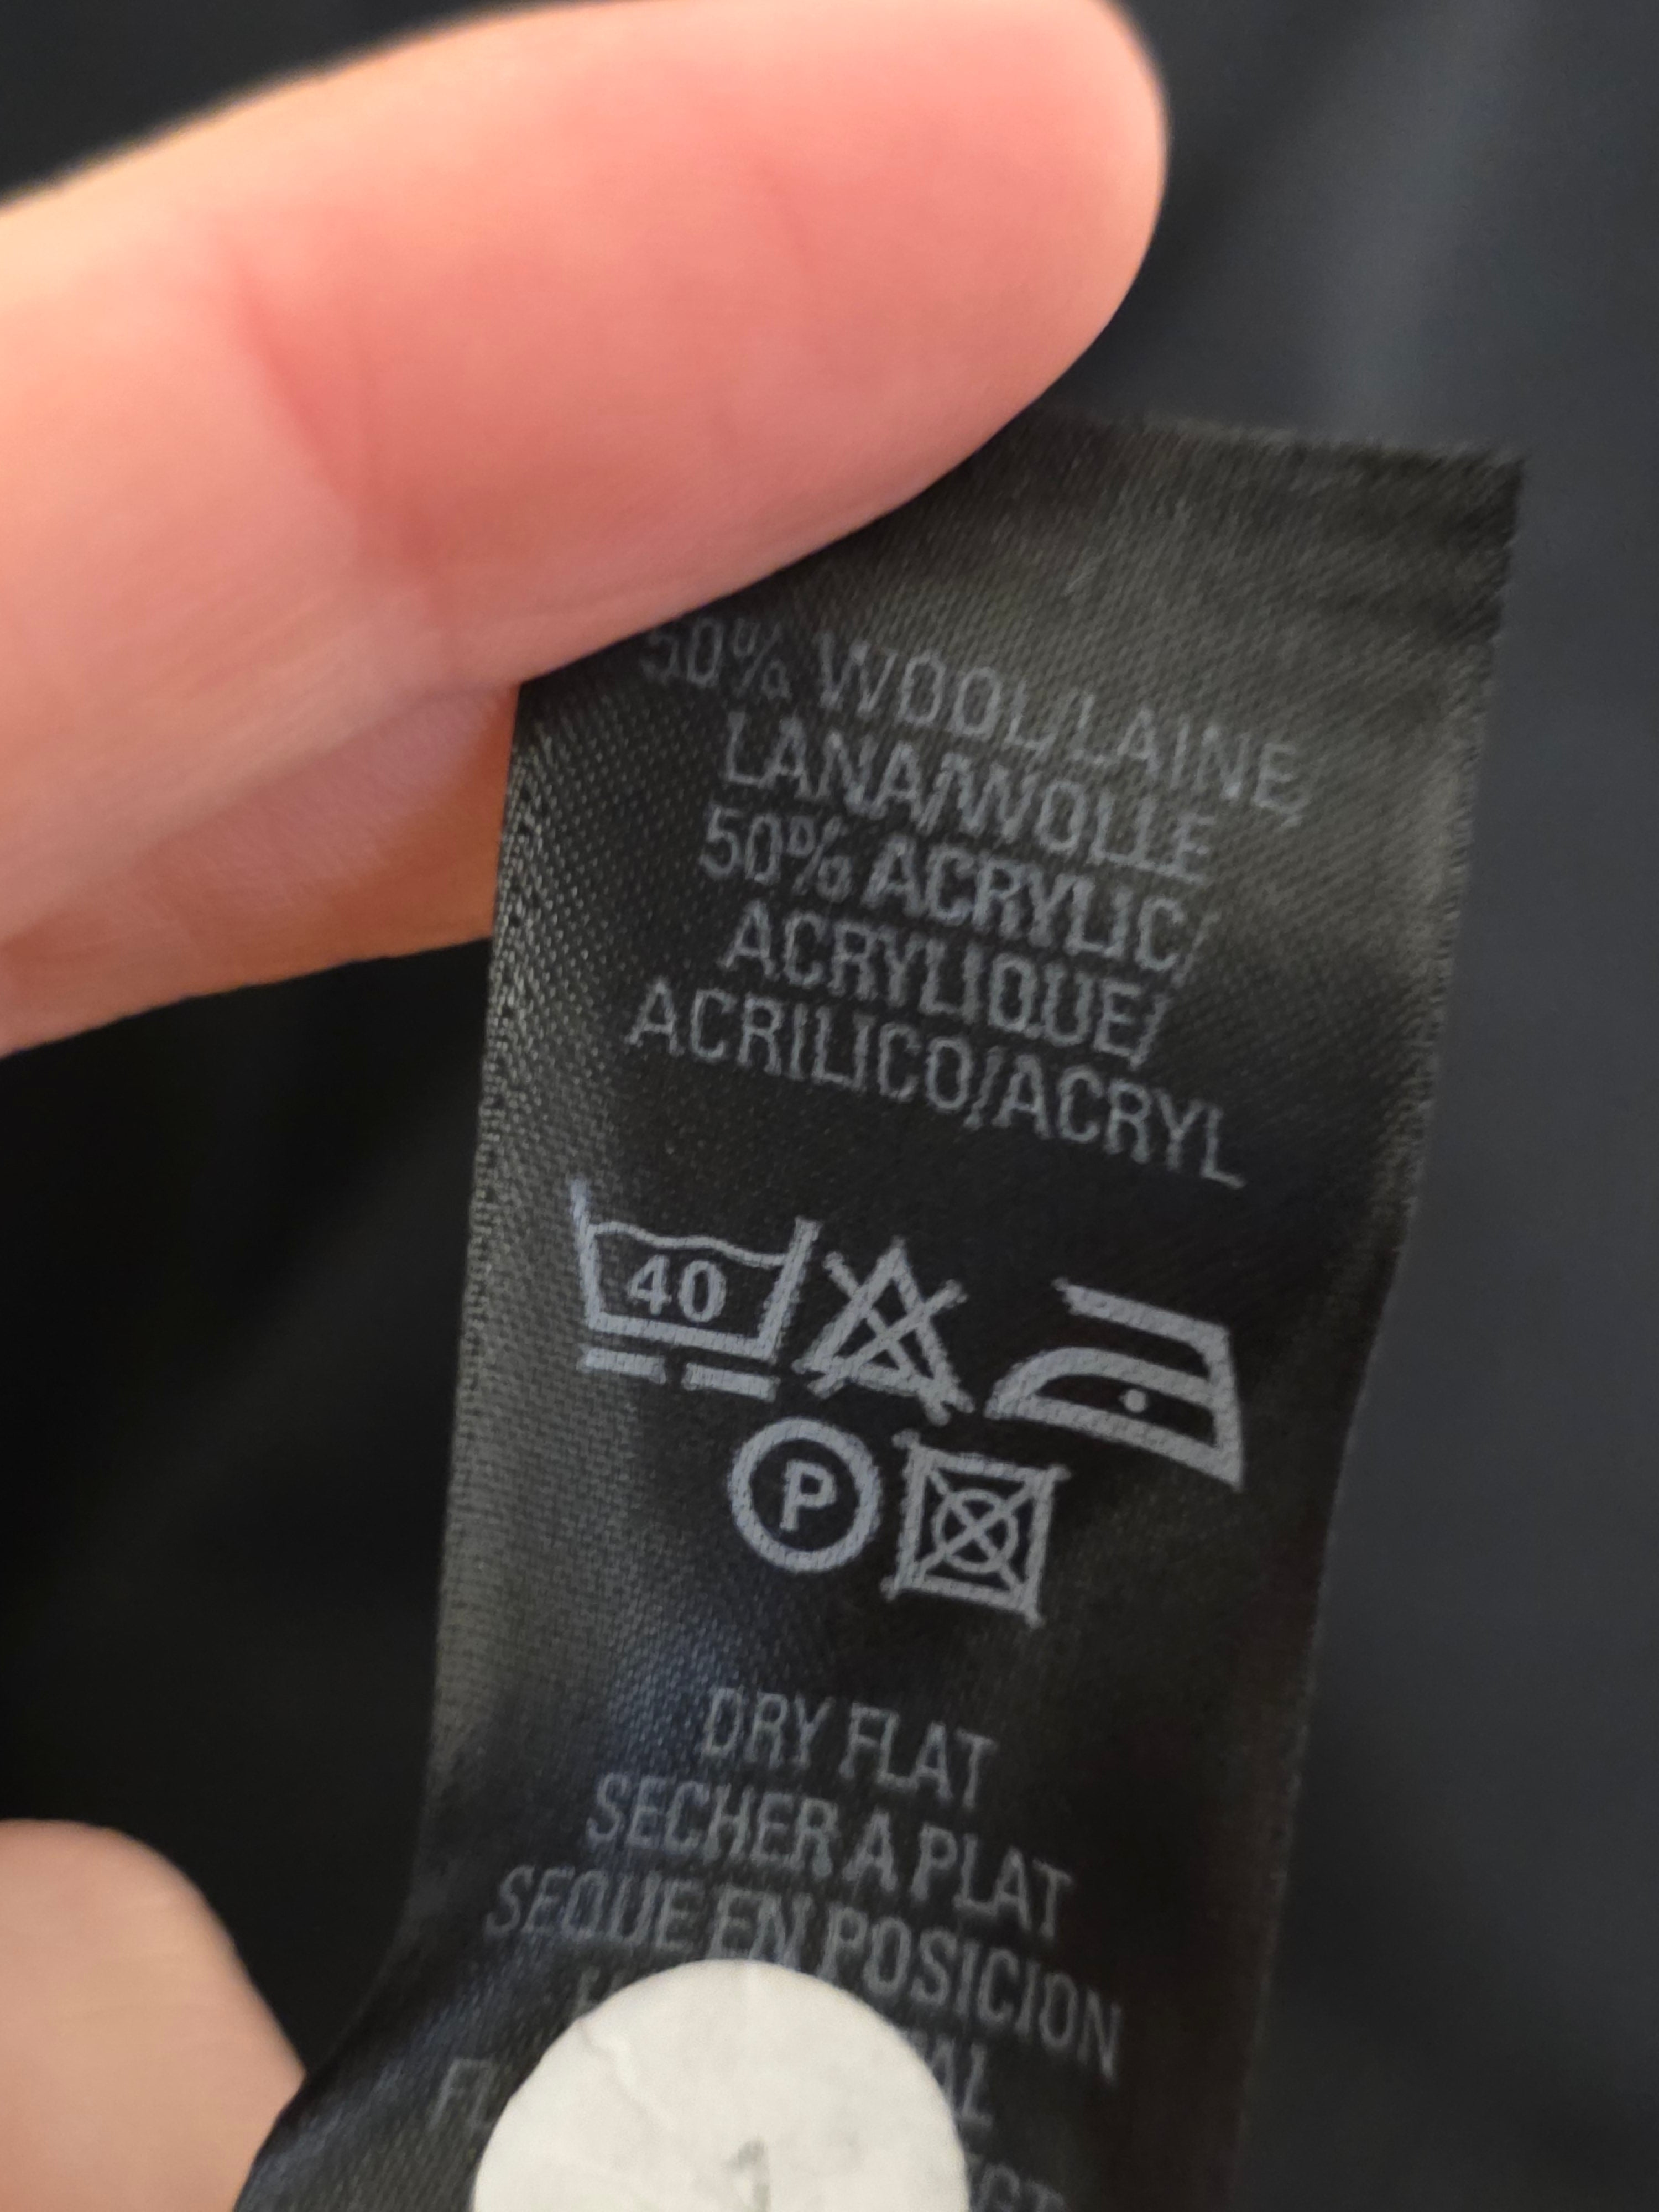 50% WOOL/LAINE/
LANA/WOLLE
50% ACRYLIC/
ACRYLIQUE/
ACRILICO/ACRYL
40
P
DRY FLAT
SECHER A PLAT
SEQUE EN POSICION